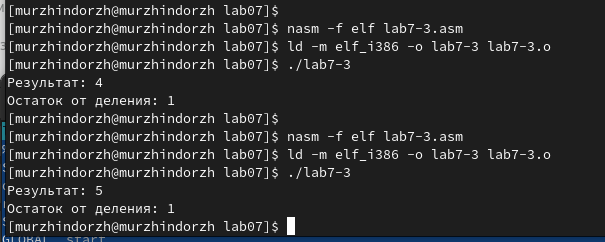 [murzhindorzh@murzhindorzh lab07]$
[murzhindorzh@murzhindorzh lab07]$ nasm -f elf lab7-3.asm
[murzhindorzh@murzhindorzh lab07]$ ld -m elf_i386 -o lab7-3 lab7-3.o
[murzhindorzh@murzhindorzh lab07]$ ./lab7-3
Результат: 4
Остаток от деления: 1
[murzhindorzh@murzhindorzh lab07]$
[murzhindorzh@murzhindorzh lab07]$ nasm -f elf lab7-3.asm
[murzhindorzh@murzhindorzh lab07]$ ld -m elf_i386 -o lab7-3 lab7-3.o
[murzhindorzh@murzhindorzh lab07]$ ./lab7-3
Результат: 5
Остаток от деления: 1
[murzhindorzh@murzhindorzh lab07]$
GLOBAL _start